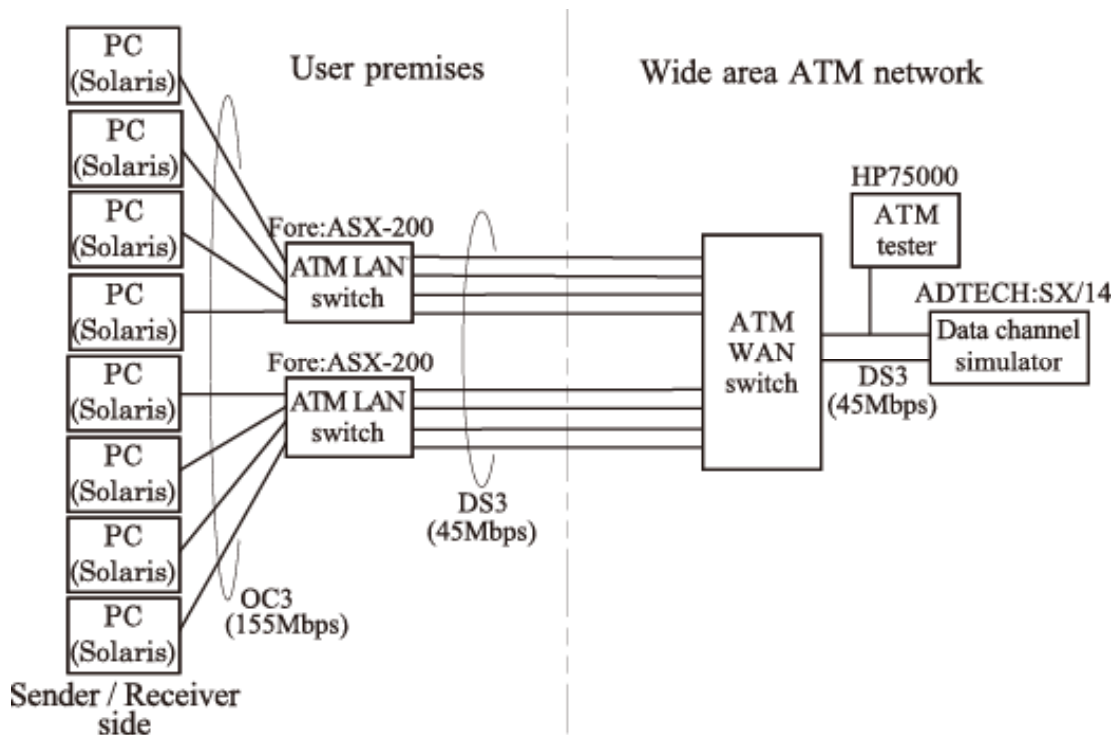 User premises
Wide area ATM network
PC
(Solaris)
PC
(Solaris)
PC
(Solaris)
PC
(Solaris)
PC
(Solaris)
PC
(Solaris)
PC
(Solaris)
PC
(Solaris)
Sender / Receiver
side
OC3
(155Mbps)
Fore:ASX-200
ATM LAN
switch
Fore:ASX-200
ATM LAN
switch
DS3
(45Mbps)
ATM
WAN
switch
HP75000
ATM
tester
ADTECH:SX/14
Data channel
simulator
DS3
(45Mbps)